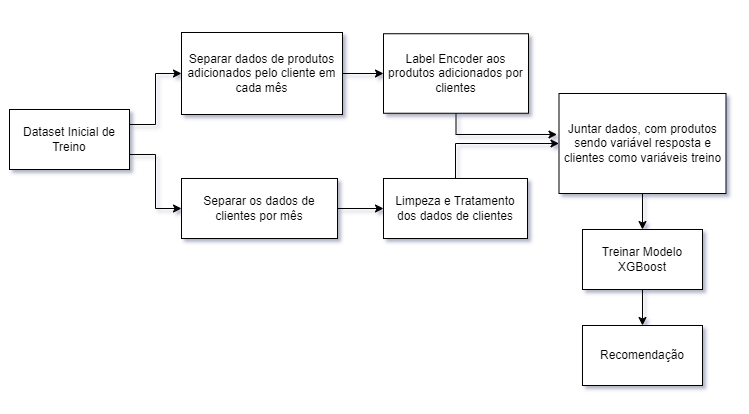 Dataset Inicial de
Treino
Separar dados de produtos
adicionados pelo cliente em
cada mês
Label Encoder aos
produtos adicionados por
clientes
Separar os dados de
clientes por mês
Limpeza e Tratamento
dos dados de clientes
Juntar dados, com produtos
sendo variável resposta e
clientes como variáveis treino
Treinar Modelo
XGBoost
Recomendação